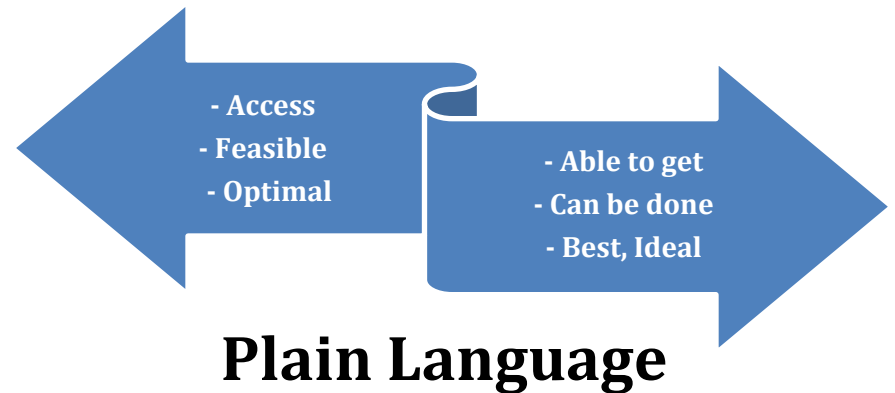 - Access
- Feasible
- Optimal
- Able to get
- Can be done
- Best, Ideal
Plain Language